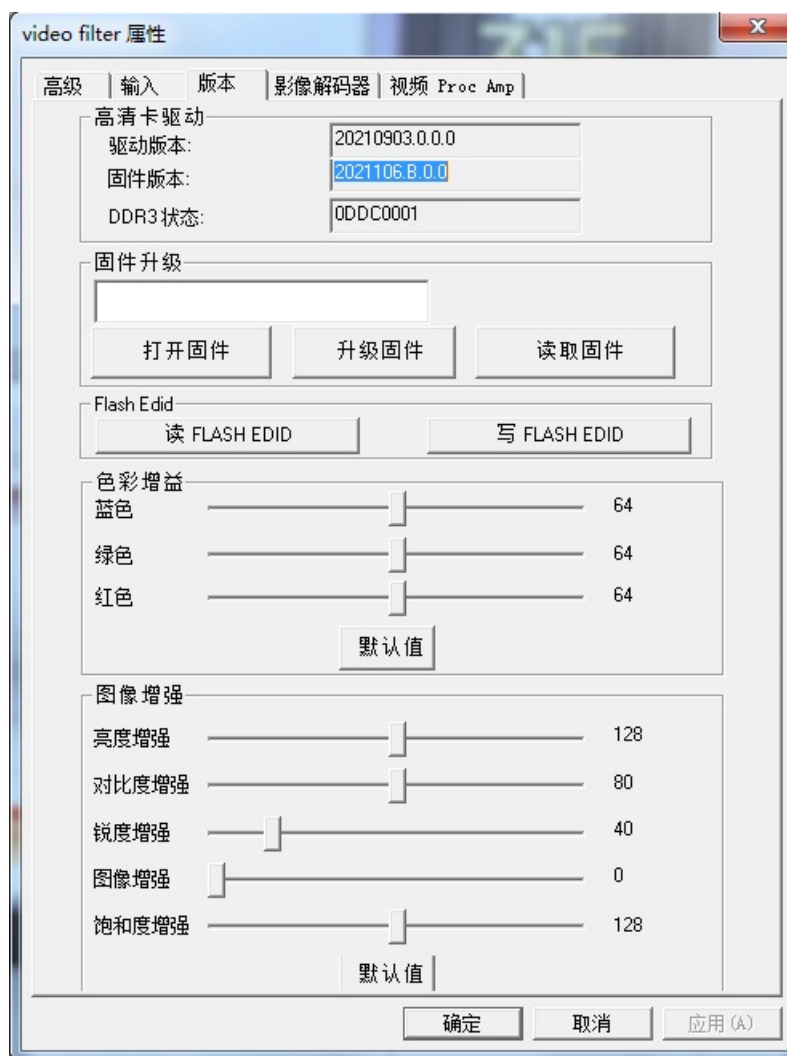 video filter 属性
高级 输入 版本 影像解码器 视频 Proc Amp
高清卡驱动
驱动版本: 20210903.0.0.0
固件版本: 2021106.B.0.0
DDR3状态: 0DDC0001
固件升级
打开固件 升级固件 读取固件
Flash Edid
读 FLASH EDID 写 FLASH EDID
色彩增益
蓝色 64
绿色 64
红色 64
默认值
图像增强
亮度增强 128
对比度增强 80
锐度增强 40
图像增强 0
饱和度增强 128
默认值
确定 取消 应用(A)